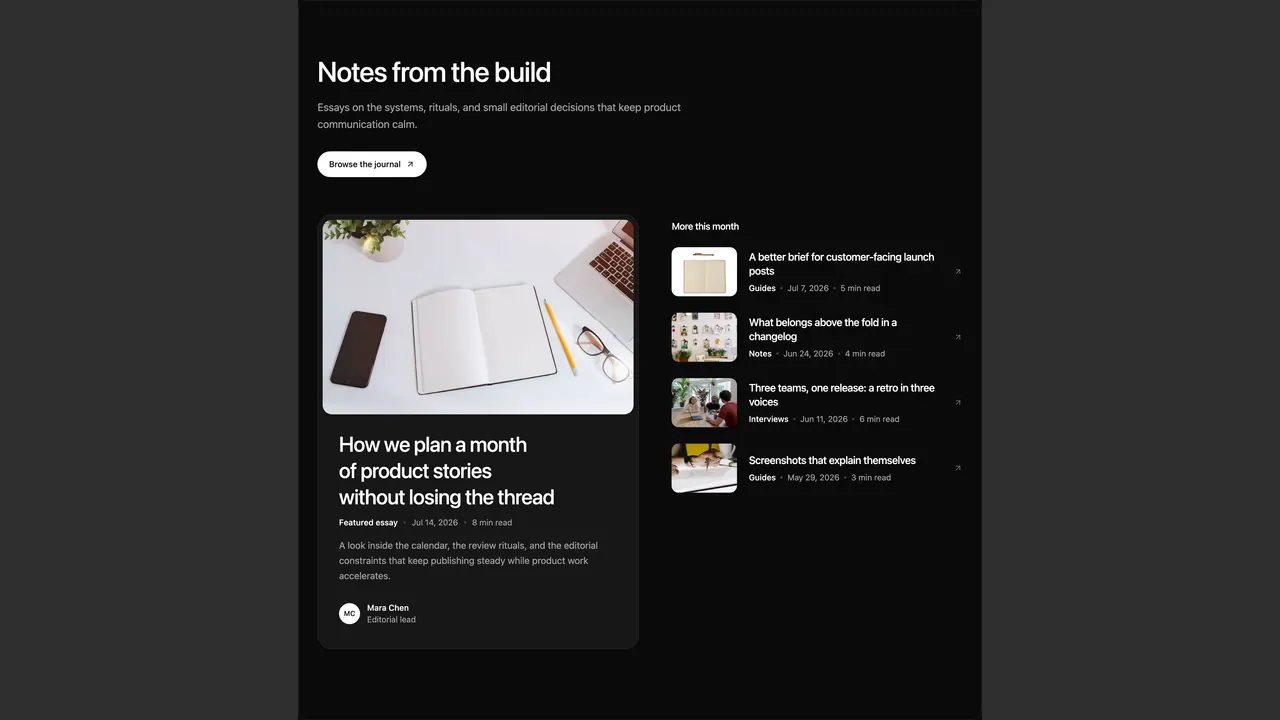 Notes from the build
Essays on the systems, rituals, and small editorial decisions that keep product
communication calm.
Browse the journal
How we plan a month
of product stories
without losing the thread
Featured essay • Jul 14, 2026 • 8 min read
A look inside the calendar, the review rituals, and the editorial
constraints that keep publishing steady while product work
accelerates.
MC
Mara Chen
Editorial lead
More this month
A better brief for customer-facing launch
posts
Guides • Jul 7, 2026 • 5 min read
What belongs above the fold in a
changelog
Notes • Jun 24, 2026 • 4 min read
Three teams, one release: a retro in three
voices
Interviews • Jun 11, 2026 • 6 min read
Screenshots that explain themselves
Guides • May 29, 2026 • 3 min read